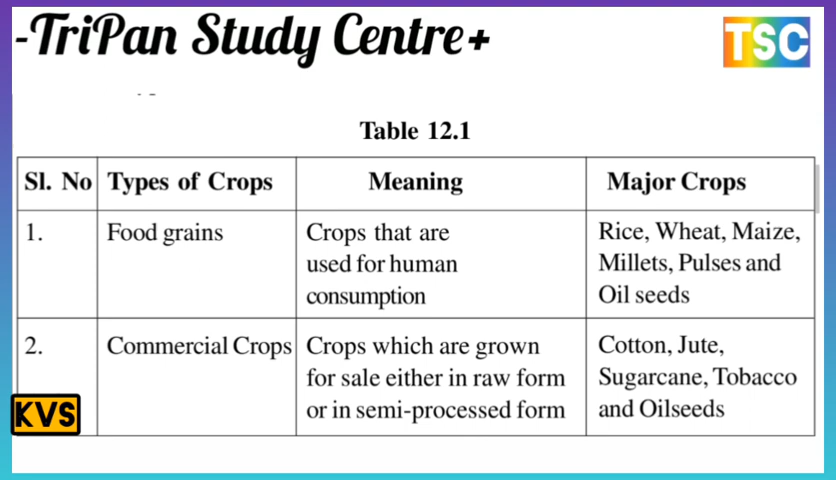 -TriPan Study Centre+
TSC
Table 12.1
Sl. No Types of Crops Meaning Major Crops
1. Food grains Crops that are Rice, Wheat, Maize,
used for human Millets, Pulses and
consumption Oil seeds
2. Commercial Crops Crops which are grown Cotton, Jute,
for sale either in raw form Sugarcane, Tobacco
or in semi-processed form and Oilseeds
KVS